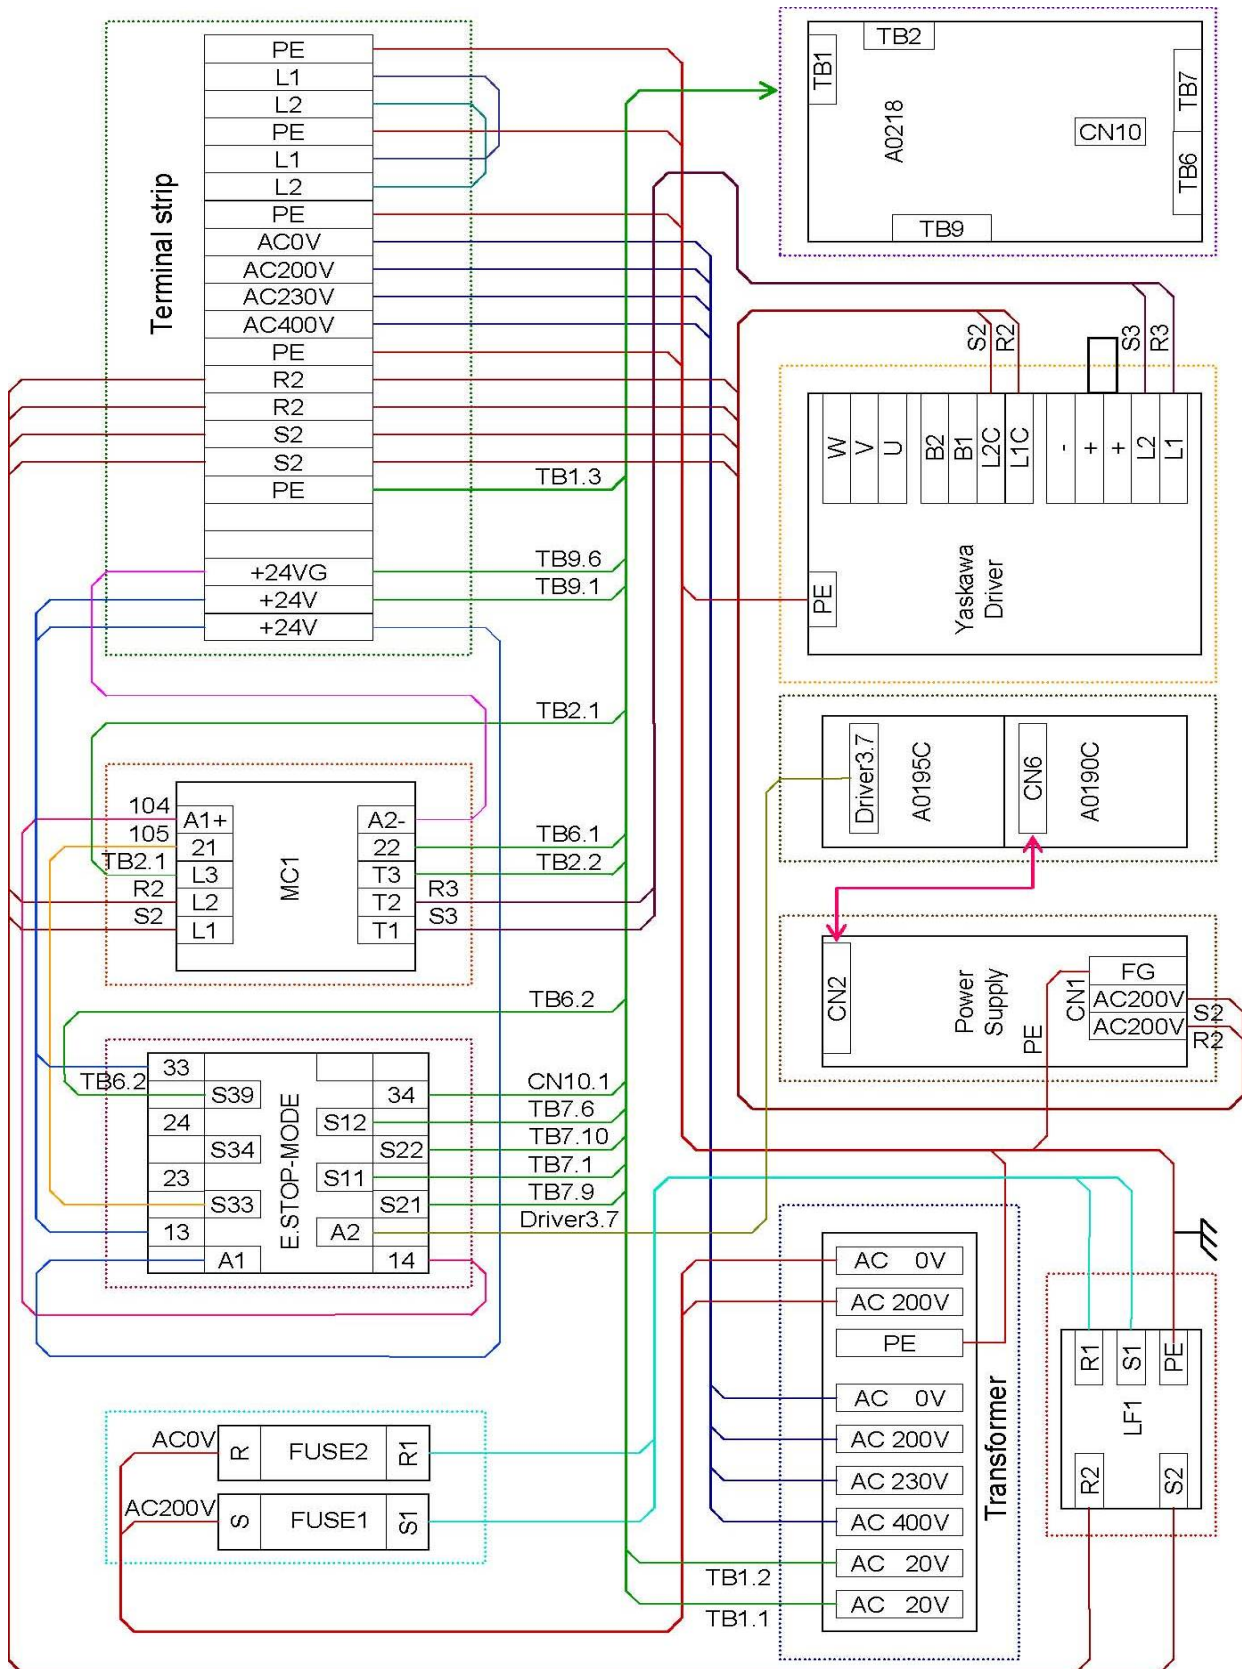 Terminal strip
PE
L1
L2
PE
L1
L2
PE
AC0V
AC200V
AC230V
AC400V
PE
R2
R2
S2
S2
PE
+24VG
+24V
+24V
TB1.3
TB9.6
TB9.1
TB2.1
TB1
TB2
A0218
CN10
TB7
TB6
TB9
S2
R2
S3
R3
W
V
U
B2
B1
L2C
L1C
-
+
+
L2
L1
PE
Yaskawa
Driver
Driver3.7
A0195C
CN6
A0190C
104
105
TB2.1
R2
S2
A1+
21
L3
L2
L1
MC1
A2-
22
T3
T2
T1
TB6.1
TB2.2
R3
S3
CN2
Power
Supply
PE
CN1
FG
AC200V
AC200V
S2
R2
TB6.2
TB6.2
33
S39
24
S34
23
S33
13
A1
E.STOP-MODE
34
S12
S22
S11
S21
A2
14
CN10.1
TB7.6
TB7.10
TB7.1
TB7.9
Driver3.7
AC 0V
AC 200V
PE
AC 0V
AC 200V
AC 230V
AC 400V
AC 20V
AC 20V
Transformer
TB1.2
TB1.1
R1
S1
PE
LF1
R2
S2
AC0V
R
FUSE2
R1
AC200V
S
FUSE1
S1